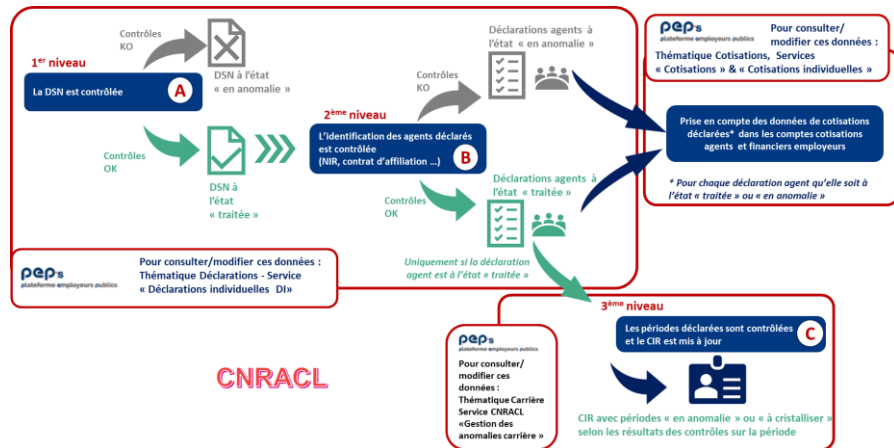 1er niveau
La DSN est contrôlée
A
Contrôles
KO
DSN à l'état
« en anomalie »
Contrôles
OK
DSN à
l'état
« traitée »
2ème niveau
L'identification des agents déclarés
est contrôlée
(NIR, contrat d'affiliation ...)
B
Contrôles
KO
Déclarations agents à
l'état « en anomalie »
Contrôles
OK
Déclarations agents à
l'état « traitée »
Uniquement si la déclaration
agent est à l'état « traitée »
pep's
plateforme employeurs publics
Pour consulter/modifier ces données :
Thématique Déclarations - Service
« Déclarations individuelles DI»
pep's
plateforme employeurs publics
Pour consulter/
modifier ces données :
Thématique Cotisations, Services
« Cotisations » & « Cotisations individuelles »
Prise en compte des données de cotisations
déclarées* dans les comptes cotisations
agents et financiers employeurs
* Pour chaque déclaration agent qu'elle soit à
l'état « traitée » ou « en anomalie »
3ème niveau
Les périodes déclarées sont contrôlées
et le CIR est mis à jour
C
pep's
plateforme employeurs publics
Pour consulter/
modifier ces
données :
Thématique Carrière
Service CNRACL
«Gestion des
anomalies carrière »
CIR avec périodes « en anomalie » ou « à cristalliser »
selon les résultats des contrôles sur la période
CNRACL